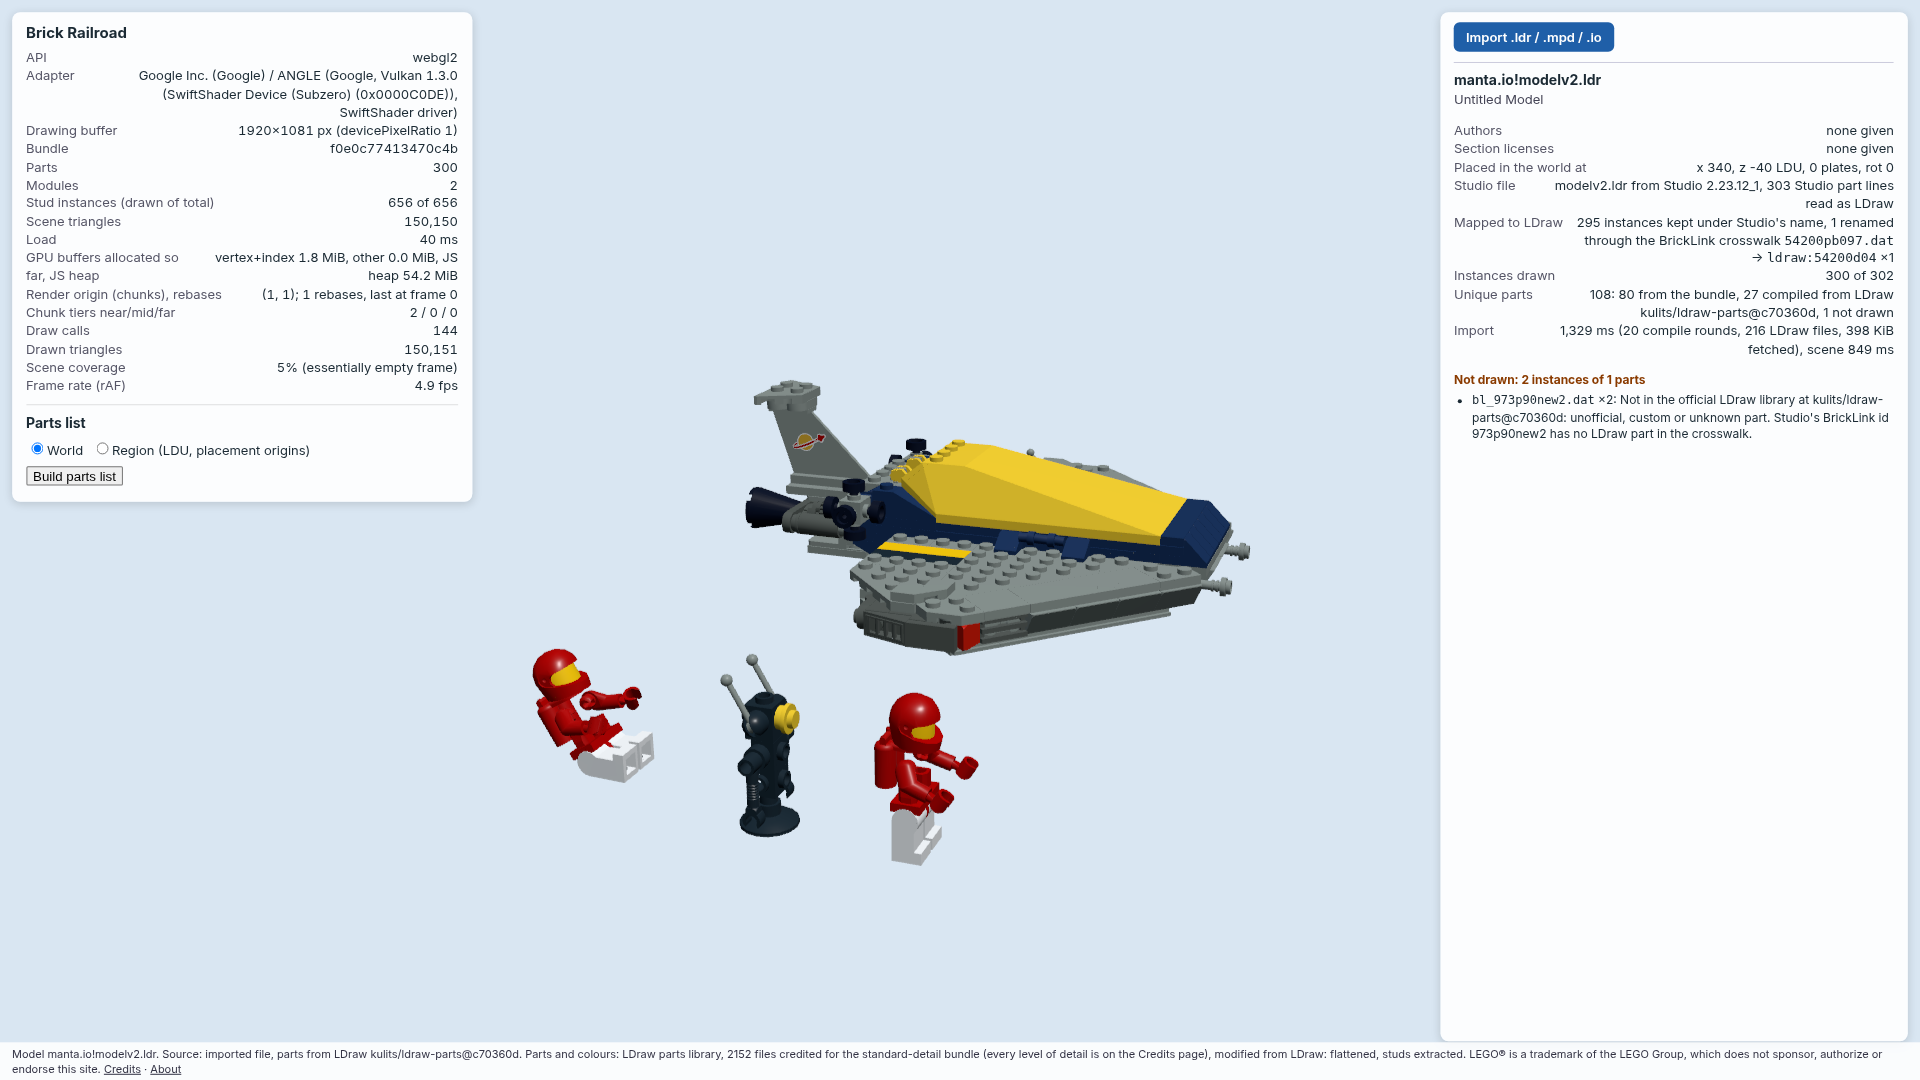 Brick Railroad
API webgl2
Adapter Google Inc. (Google) / ANGLE (Google, Vulkan 1.3.0
(SwiftShader Device (Subzero) (0x0000C0DE)),
SwiftShader driver)
Drawing buffer 1920×1081 px (devicePixelRatio 1)
Bundle f0e0c77413470c4b
Parts 300
Modules 2
Stud instances (drawn of total) 656 of 656
Scene triangles 150,150
Load 40 ms
GPU buffers allocated so vertex+index 1.8 MiB, other 0.0 MiB, JS
far, JS heap heap 54.2 MiB
Render origin (chunks), rebases (1, 1); 1 rebases, last at frame 0
Chunk tiers near/mid/far 2 / 0 / 0
Draw calls 144
Drawn triangles 150,151
Scene coverage 5% (essentially empty frame)
Frame rate (rAF) 4.9 fps
Parts list
World Region (LDU, placement origins)
Build parts list
Import .ldr / .mpd / .io
manta.io!modelv2.ldr
Untitled Model
Authors none given
Section licenses none given
Placed in the world at x 340, z -40 LDU, 0 plates, rot 0
Studio file modelv2.ldr from Studio 2.23.12_1, 303 Studio part lines
read as LDraw
Mapped to LDraw 295 instances kept under Studio's name, 1 renamed
through the BrickLink crosswalk 54200pb097.dat
→ ldraw:54200d04 ×1
Instances drawn 300 of 302
Unique parts 108: 80 from the bundle, 27 compiled from LDraw
kulits/ldraw-parts@c70360d, 1 not drawn
Import 1,329 ms (20 compile rounds, 216 LDraw files, 398 KiB
fetched), scene 849 ms
Not drawn: 2 instances of 1 parts
• bl_973p90new2.dat ×2: Not in the official LDraw library at kulits/ldraw-
parts@c70360d: unofficial, custom or unknown part. Studio's BrickLink id
973p90new2 has no LDraw part in the crosswalk.
Model manta.io!modelv2.ldr. Source: imported file, parts from LDraw kulits/ldraw-parts@c70360d. Parts and colours: LDraw parts library, 2152 files credited for the standard-detail bundle (every level of detail is on the Credits page), modified from LDraw: flattened, studs extracted. LEGO® is a trademark of the LEGO Group, which does not sponsor, authorize or
endorse this site. Credits · About